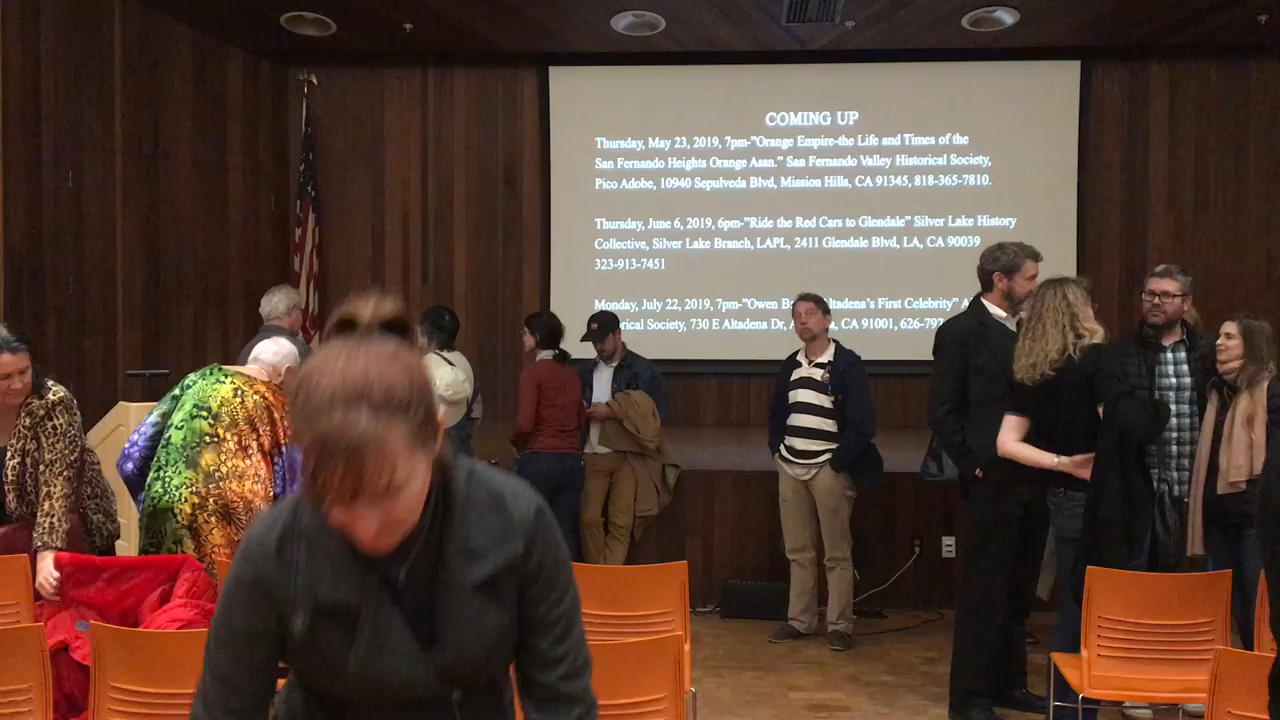 COMING UP
Thursday, May 23, 2019, 7pm-"Orange Empire-the Life and Times of the
San Fernando Heights Orange Assn." San Fernando Valley Historical Society,
Pico Adobe, 10940 Sepulveda Blvd, Mission Hills, CA 91345, 818-365-7810.
Thursday, June 6, 2019, 6pm-"Ride the Red Cars to Glendale" Silver Lake History
Collective, Silver Lake Branch, LAPL, 2411 Glendale Blvd, LA, CA 90039
323-913-7451
Monday, July 22, 2019, 7pm-"Owen Altadena's First Celebrity"
Society, 730 E Altadena Dr, CA 91001,